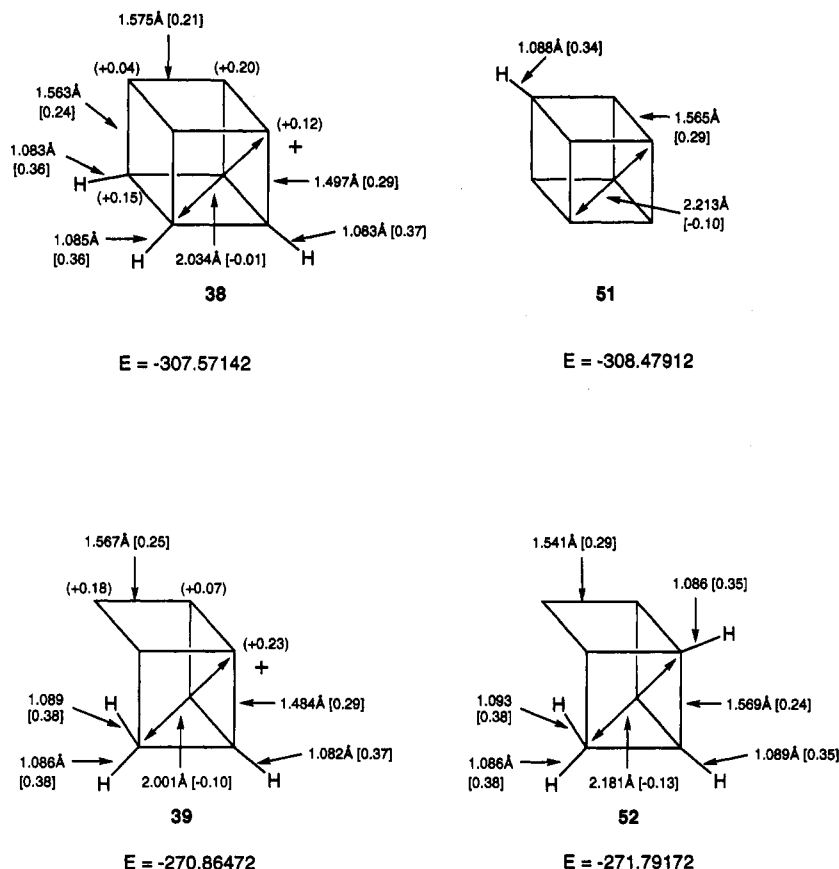 1.575Å [0.21]
(+0.04)
(+0.20)
1.563Å
[0.24]
(+0.12)
+
1.083Å
[0.36]
H
(+0.15)
1.497Å [0.29]
1.085Å
[0.36]
H
2.034Å [-0.01]
H
1.083Å [0.37]
38
E = -307.57142
1.088Å [0.34]
H
1.565Å
[0.29]
2.213Å
[-0.10]
51
E = -308.47912
1.567Å [0.25]
(+0.18)
(+0.07)
(+0.23)
+
1.089
[0.38]
H
1.484Å [0.29]
1.086Å
[0.38]
H
2.001Å [-0.10]
H
1.082Å [0.37]
39
E = -270.86472
1.541Å [0.29]
1.086 [0.35]
H
1.093
[0.38]
H
1.569Å [0.24]
1.086Å
[0.38]
H
2.181Å [-0.13]
H
1.089Å [0.35]
52
E = -271.79172